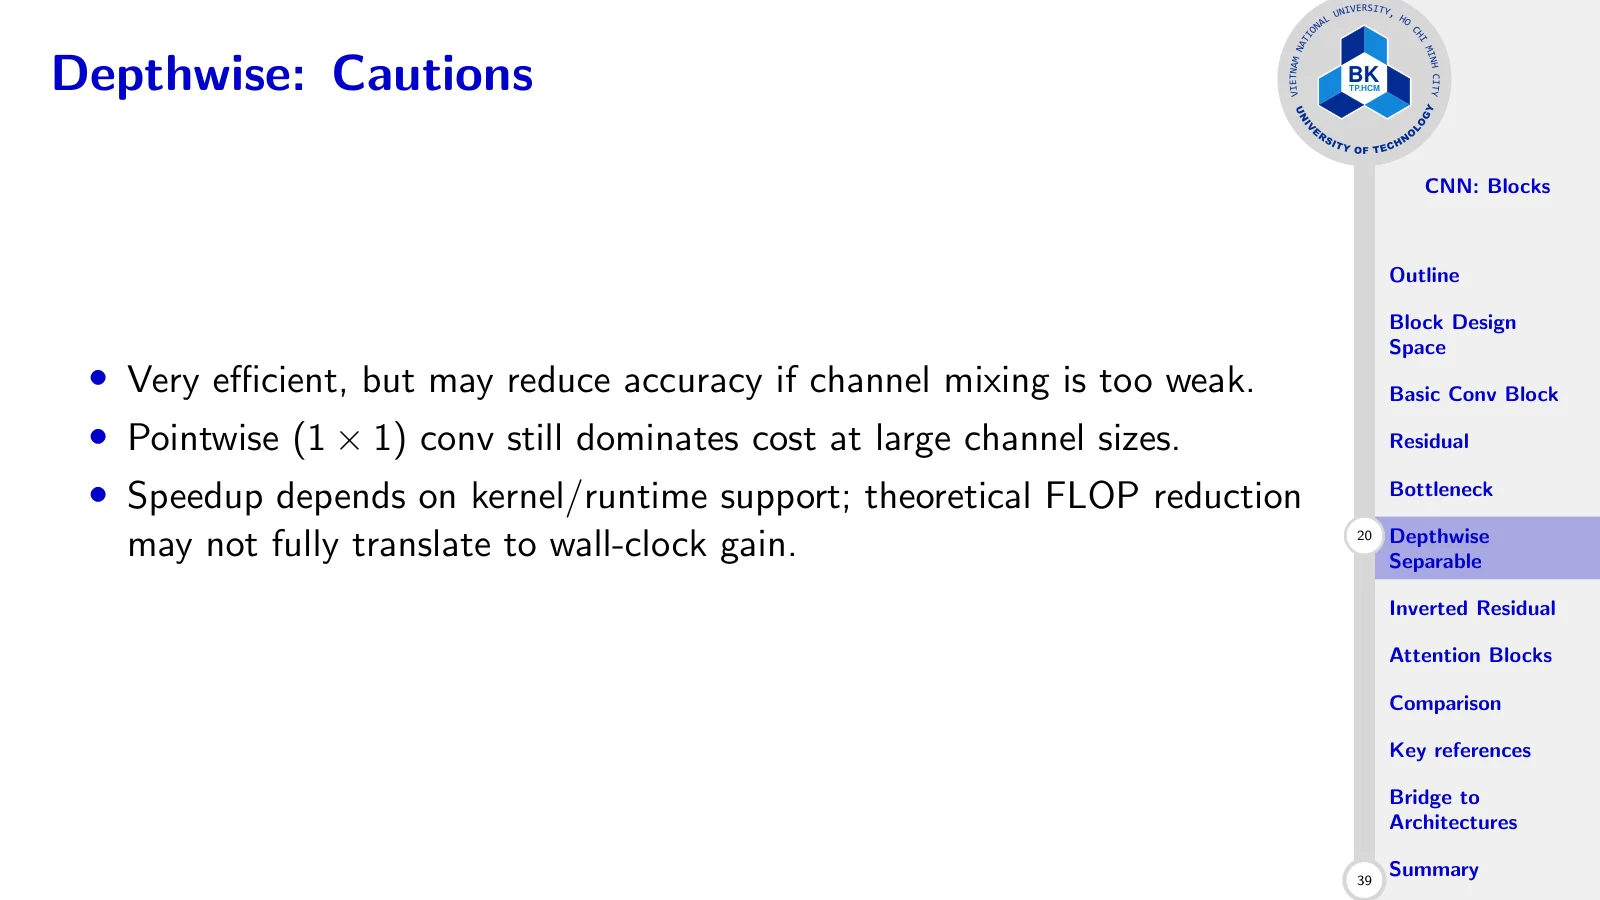 Depthwise: Cautions
• Very efficient, but may reduce accuracy if channel mixing is too weak.
• Pointwise (1 × 1) conv still dominates cost at large channel sizes.
• Speedup depends on kernel/runtime support; theoretical FLOP reduction
may not fully translate to wall-clock gain.
VIETNAM NATIONAL UNIVERSITY, HO CHI MINH CITY
BK
TP.HCM
UNIVERSITY OF TECHNOLOGY
CNN: Blocks
Outline
Block Design
Space
Basic Conv Block
Residual
Bottleneck
20
Depthwise
Separable
Inverted Residual
Attention Blocks
Comparison
Key references
Bridge to
Architectures
Summary
39